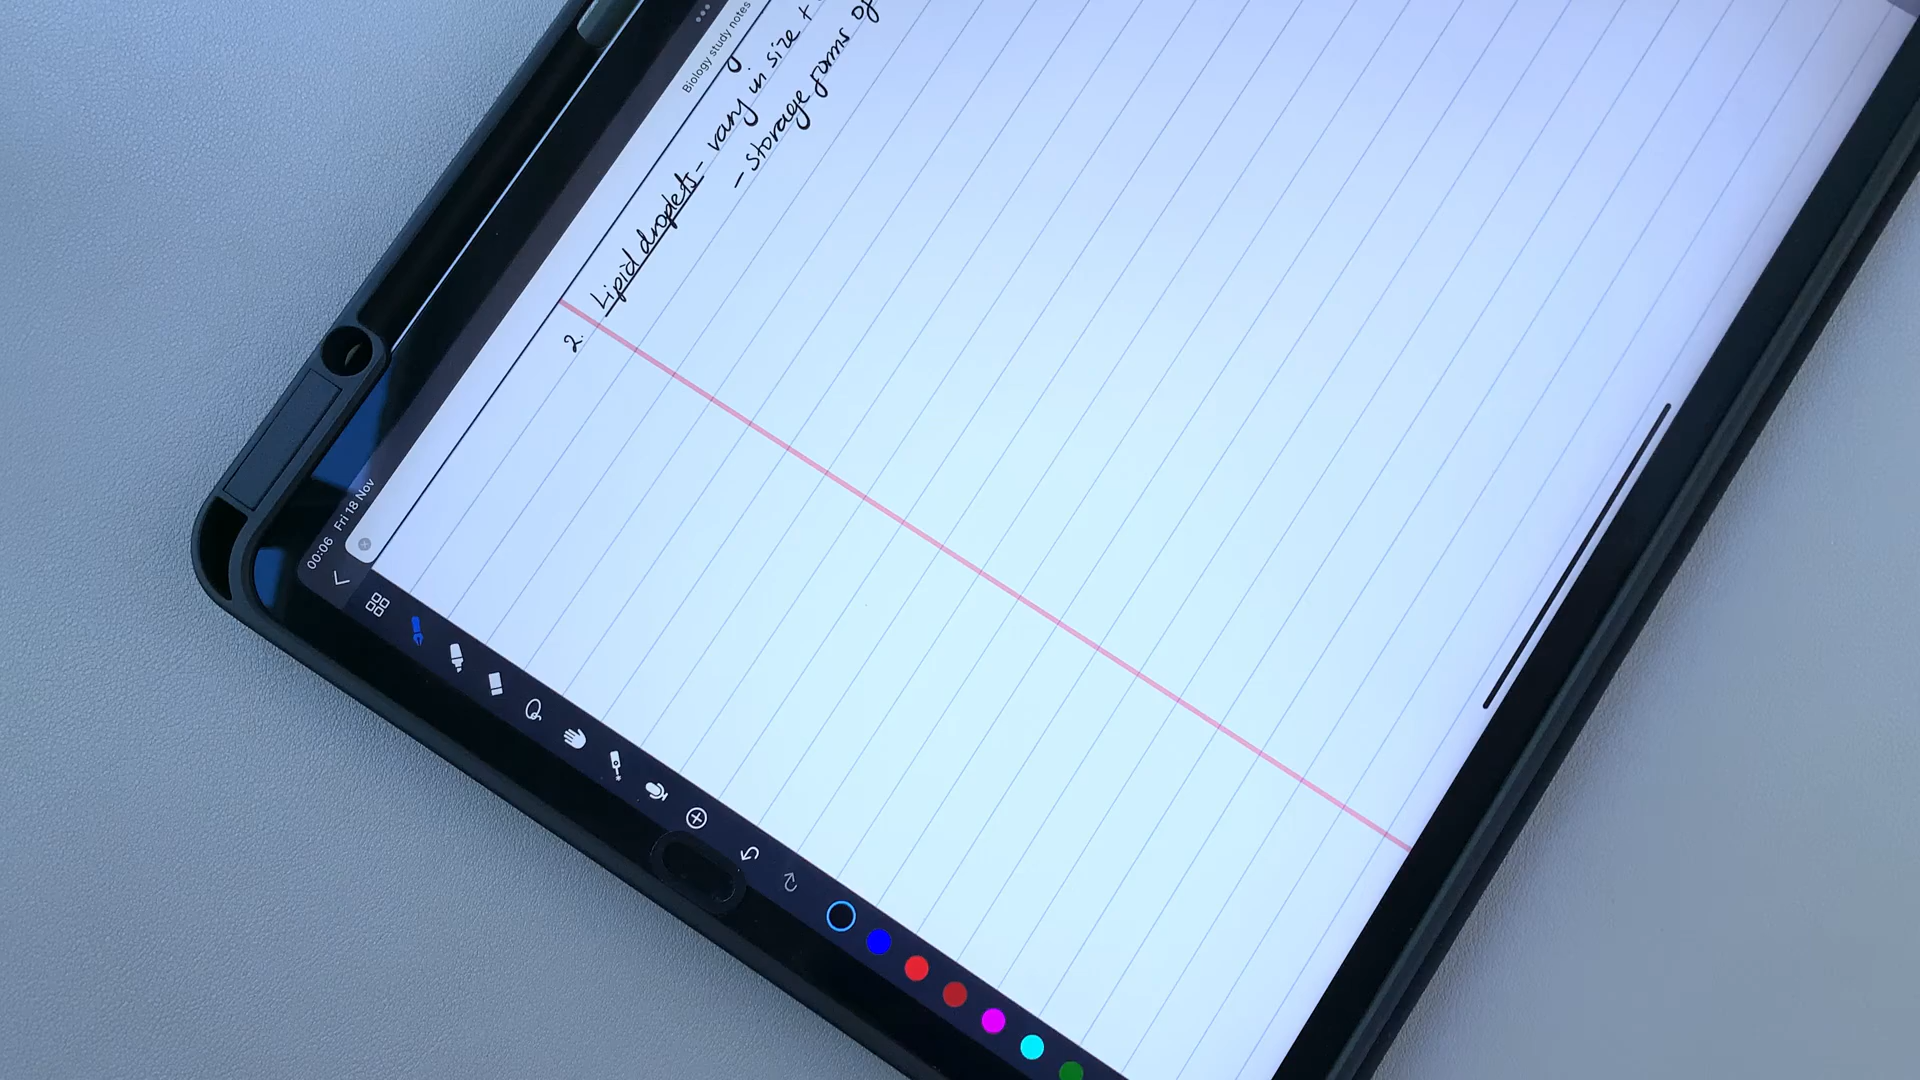 00:06 Fri 18 Nov
Biology study notes
2. Lipid droplets - vary in size +
- storage forms of